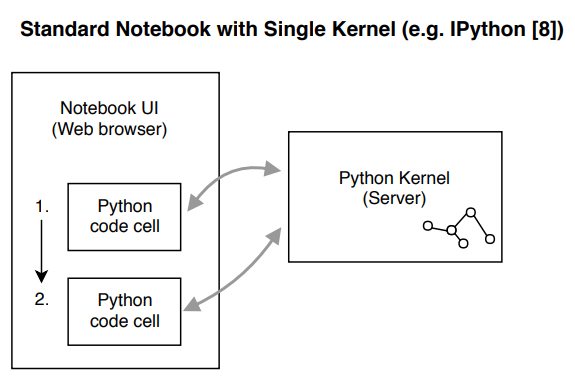 Standard Notebook with Single Kernel (e.g. IPython [8])
Notebook UI
(Web browser)
1.
Python
code cell
2.
Python
code cell
Python Kernel
(Server)